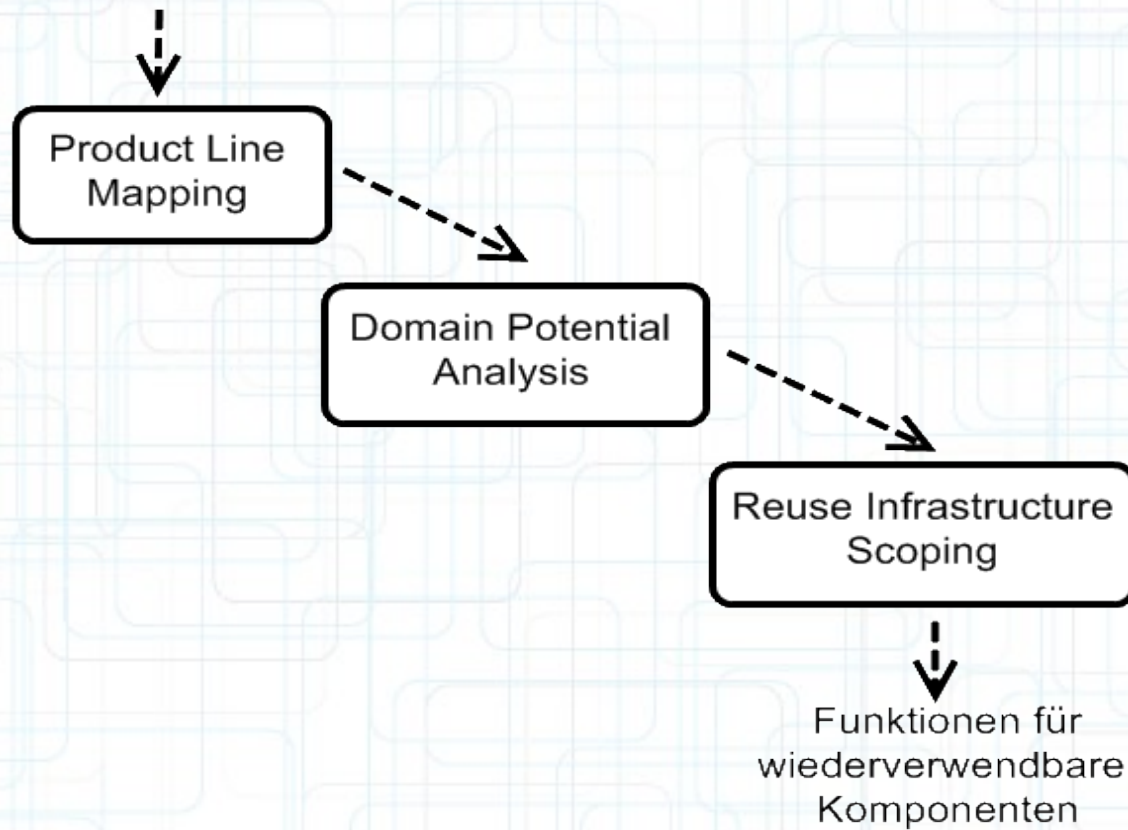 Product Line
Mapping
Domain Potential
Analysis
Reuse Infrastructure
Scoping
Funktionen für
wiederverwendbare
Komponenten